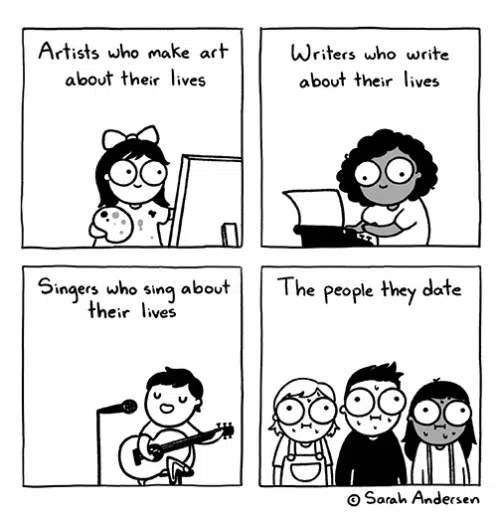 Artists who make art
about their lives
Writers who write
about their lives
Singers who sing about
their lives
The people they date
© Sarah Andersen